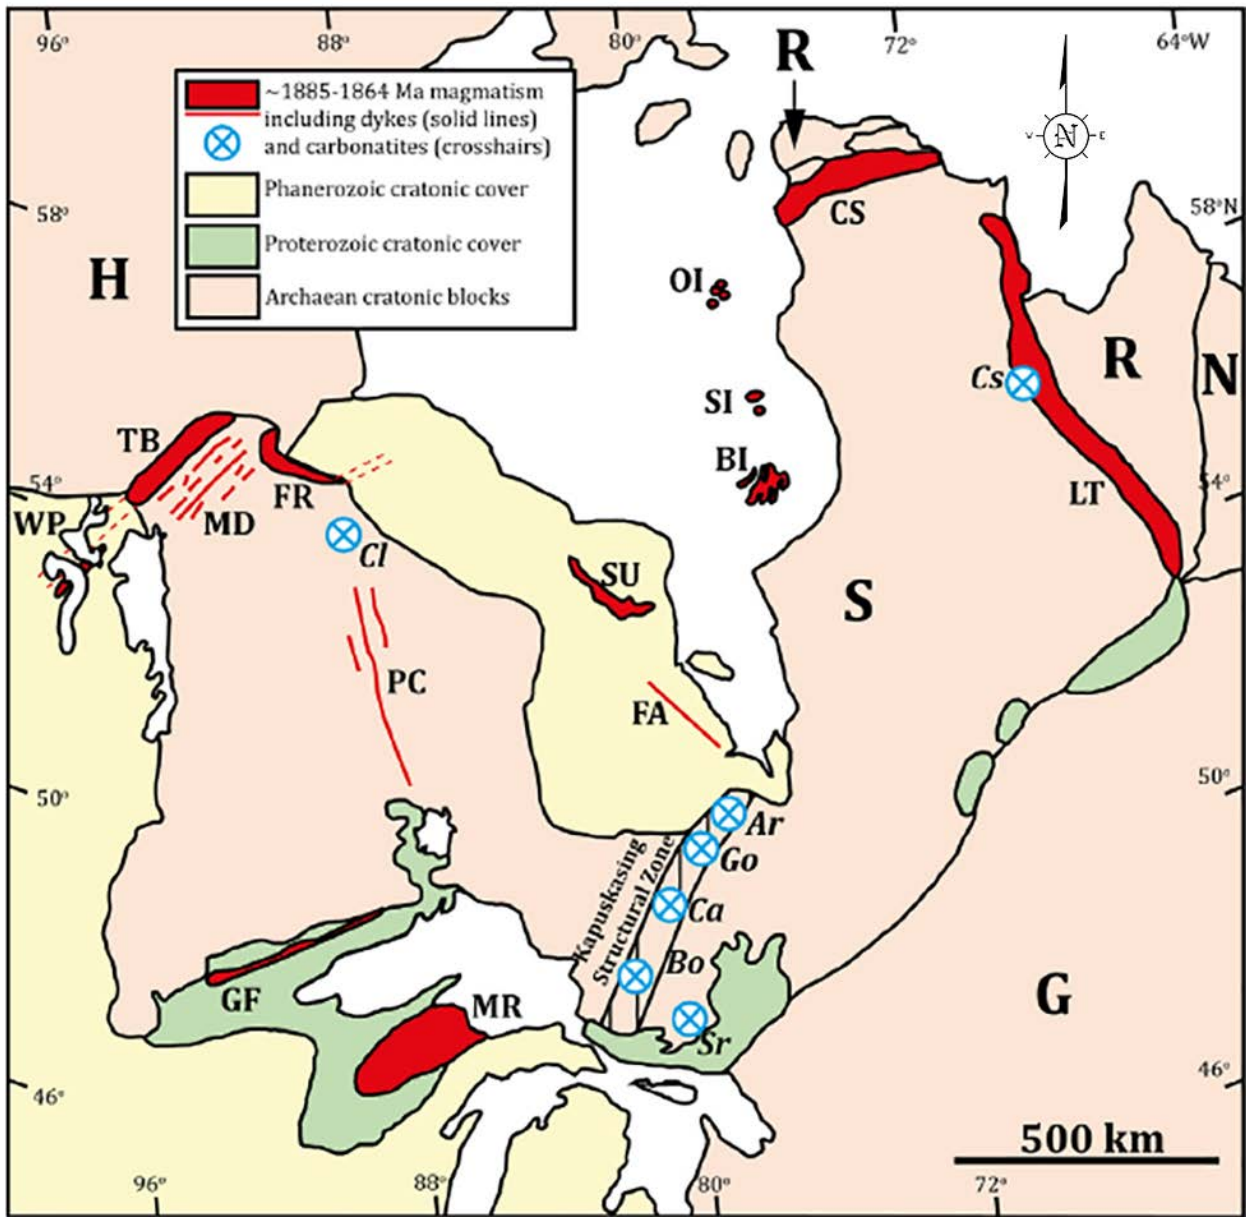 96° 88° 80° 72° 64°W
R
~1885-1864 Ma magmatism
including dykes (solid lines)
and carbonatites (crosshairs)
Phanerozoic cratonic cover
Proterozoic cratonic cover
Archaean cratonic blocks
N
E
58°
58°N
CS
H
OI
R
N
Cs
SI
TB
BI
54°
FR
LT
54°
WP
MD
Cl
SU
S
PC
FA
50°
50°
Ar
Go
Kapuskasing
Structural Zone
Ca
Bo
GF
MR
G
Sr
46°
46°
500 km
96° 88° 80° 72°